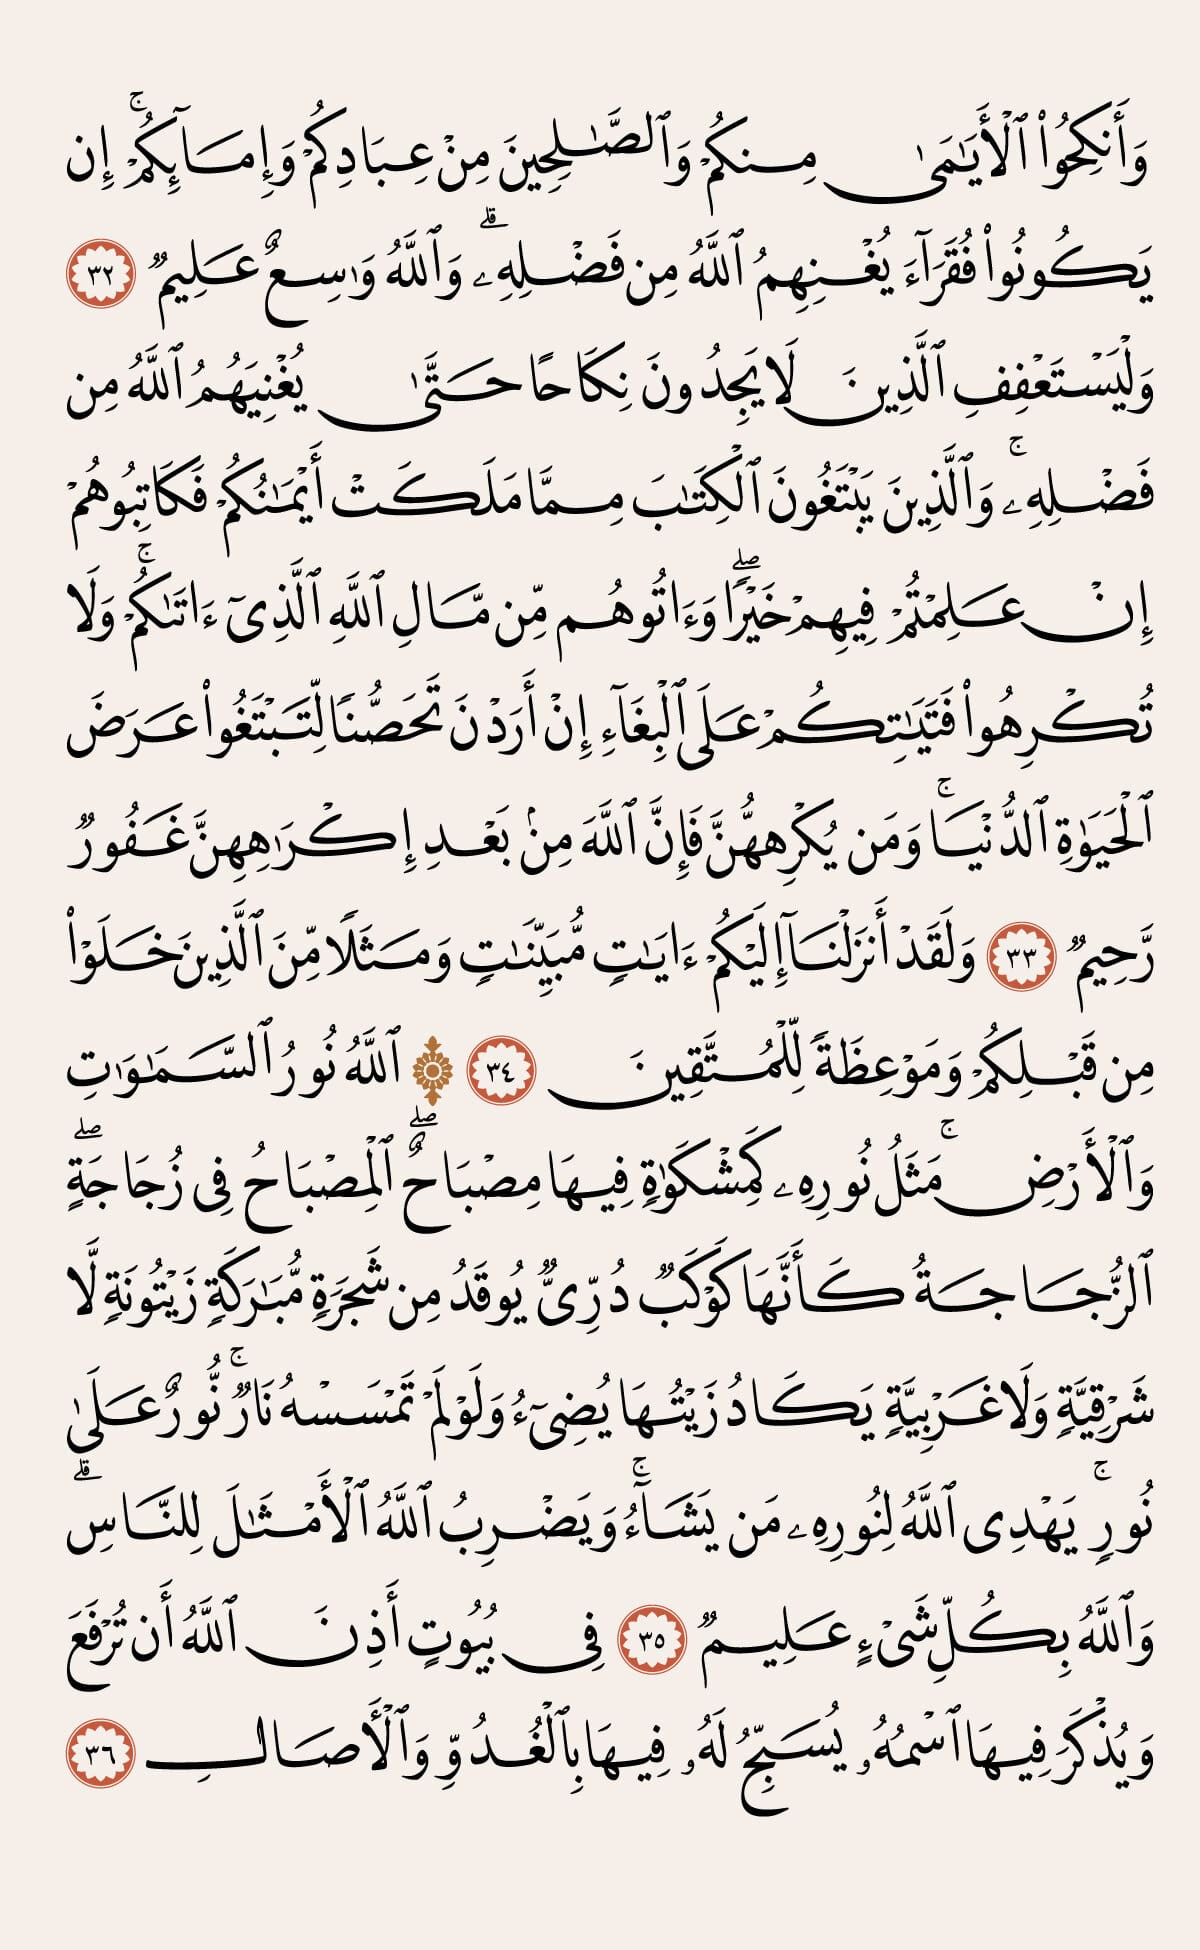 وَأَنكِحُوا۟ ٱلْأَيَـٰمَىٰ مِنكُمْ وَٱلصَّـٰلِحِينَ مِنْ عِبَادِكُمْ وَإِمَآئِكُمْ ۚ إِن
يَكُونُوا۟ فُقَرَآءَ يُغْنِهِمُ ٱللَّهُ مِن فَضْلِهِۦ ۗ وَٱللَّهُ وَٰسِعٌ عَلِيمٌ ٣٢
وَلْيَسْتَعْفِفِ ٱلَّذِينَ لَا يَجِدُونَ نِكَاحًا حَتَّىٰ يُغْنِيَهُمُ ٱللَّهُ مِن
فَضْلِهِۦ ۚ وَٱلَّذِينَ يَبْتَغُونَ ٱلْكِتَـٰبَ مِمَّا مَلَكَتْ أَيْمَـٰنُكُمْ فَكَاتِبُوهُمْ
إِنْ عَلِمْتُمْ فِيهِمْ خَيْرًا ۖ وَءَاتُوهُم مِّن مَّالِ ٱللَّهِ ٱلَّذِىٓ ءَاتَىٰكُمْ ۚ وَلَا
تُكْرِهُوا۟ فَتَيَـٰتِكُمْ عَلَى ٱلْبِغَآءِ إِنْ أَرَدْنَ تَحَصُّنًا لِّتَبْتَغُوا۟ عَرَضَ
ٱلْحَيَوٰةِ ٱلدُّنْيَا ۚ وَمَن يُكْرِههُّنَّ فَإِنَّ ٱللَّهَ مِنۢ بَعْدِ إِكْرَٰهِهِنَّ غَفُورٌ
رَّحِيمٌ ٣٣ وَلَقَدْ أَنزَلْنَآ إِلَيْكُمْ ءَايَـٰتٍ مُّبَيِّنَـٰتٍ وَمَثَلًا مِّنَ ٱلَّذِينَ خَلَوْا۟
مِن قَبْلِكُمْ وَمَوْعِظَةً لِّلْمُتَّقِينَ ٣٤ ۞ ٱللَّهُ نُورُ ٱلسَّمَـٰوَٰتِ
وَٱلْأَرْضِ ۚ مَثَلُ نُورِهِۦ كَمِشْكَوٰةٍ فِيهَا مِصْبَاحٌ ۖ ٱلْمِصْبَاحُ فِى زُجَاجَةٍ ۖ
ٱلزُّجَاجَةُ كَأَنَّهَا كَوْكَبٌ دُرِّىٌّ يُوقَدُ مِن شَجَرَةٍ مُّبَـٰرَكَةٍ زَيْتُونَةٍ لَّا
شَرْقِيَّةٍ وَلَا غَرْبِيَّةٍ يَكَادُ زَيْتُهَا يُضِىٓءُ وَلَوْ لَمْ تَمْسَسْهُ نَارٌ ۚ نُّورٌ عَلَىٰ
نُورٍ ۗ يَهْدِى ٱللَّهُ لِنُورِهِۦ مَن يَشَآءُ ۚ وَيَضْرِبُ ٱللَّهُ ٱلْأَمْثَـٰلَ لِلنَّاسِ ۗ
وَٱللَّهُ بِكُلِّ شَىْءٍ عَلِيمٌ ٣٥ فِى بُيُوتٍ أَذِنَ ٱللَّهُ أَن تُرْفَعَ
وَيُذْكَرَ فِيهَا ٱسْمُهُۥ يُسَبِّحُ لَهُۥ فِيهَا بِٱلْغُدُوِّ وَٱلْأَصَالِ ٣٦